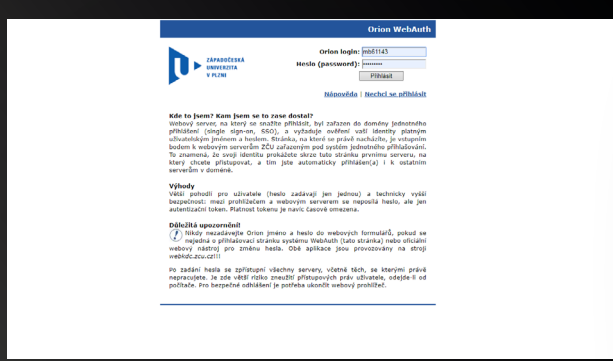 Orion WebAuth
ZÁPADOČESKÁ
UNIVERZITA
V PLZNI
Orion login: mb81143
Heslo (password): ·········
Přihlásit
Nápověda | Nechci se přihlásit
Kde to jsem? Kam jsem se to zase dostal?
Webový server, na který se snažíte přihlásit, byl zařazen do domény jednotného
přihlášení (single sign-on, SSO), a vyžaduje ověření vaší identity platným
uživatelským jménem a heslem. Stránka, na které se právě nacházíte, je vstupním
bodem k webovým serverům ZČU zařazeným pod systém jednotného přihlašování.
To znamená, že svoji identitu prokážete skrze tuto stránku prvnímu serveru, na
který chcete přistupovat, a tím jste automaticky přihlášen(a) i k ostatním
serverům v doméně.
Výhody
Větší pohodlí pro uživatele (heslo zadávají jen jednou) a technicky vyšší
bezpečnost: mezi prohlížečem a webovým serverem se neposílá heslo, ale jen
autentizační token. Platnost tokenu je navíc časově omezena.
Důležitá upozornění!
Nikdy nezadávejte Orion jméno a heslo do webových formulářů, pokud se
nejedná o přihlašovací stránku systému WebAuth (tato stránka) nebo oficiální
webový nástroj pro změnu hesla. Obě aplikace jsou provozovány na stroji
webkdc.zcu.cz!!!
Po zadání hesla se zpřístupní všechny servery, včetně těch, se kterými právě
nepracujete. Je zde větší riziko zneužití přístupových práv uživatele, odejde-li od
počítače. Pro bezpečné odhlášení je potřeba ukončit webový prohlížeč.